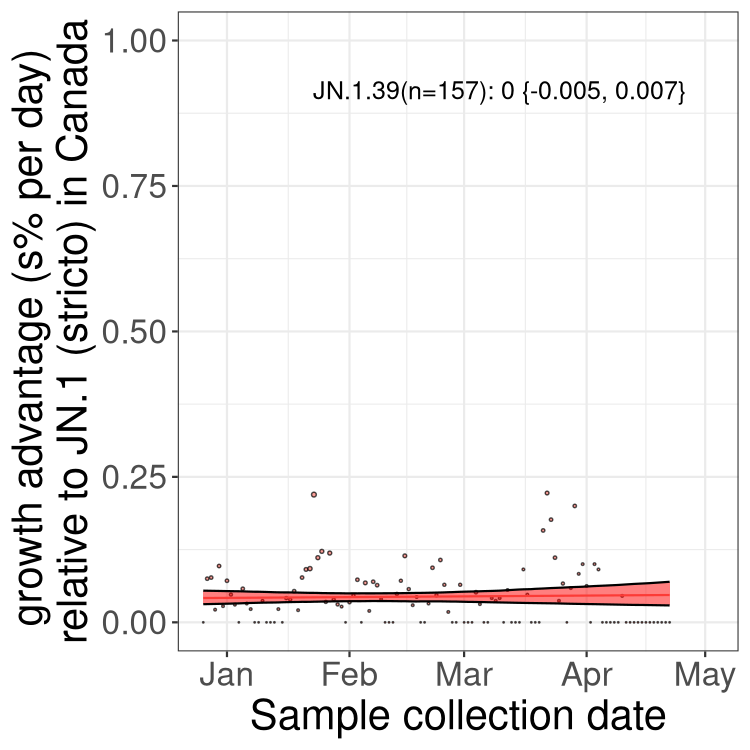 growth advantage (s% per day)
relative to JN.1 (stricto) in Canada
1.00
0.75
0.50
0.25
0.00
JN.1.39(n=157): 0 {-0.005, 0.007}
Jan
Feb
Mar
Apr
May
Sample collection date